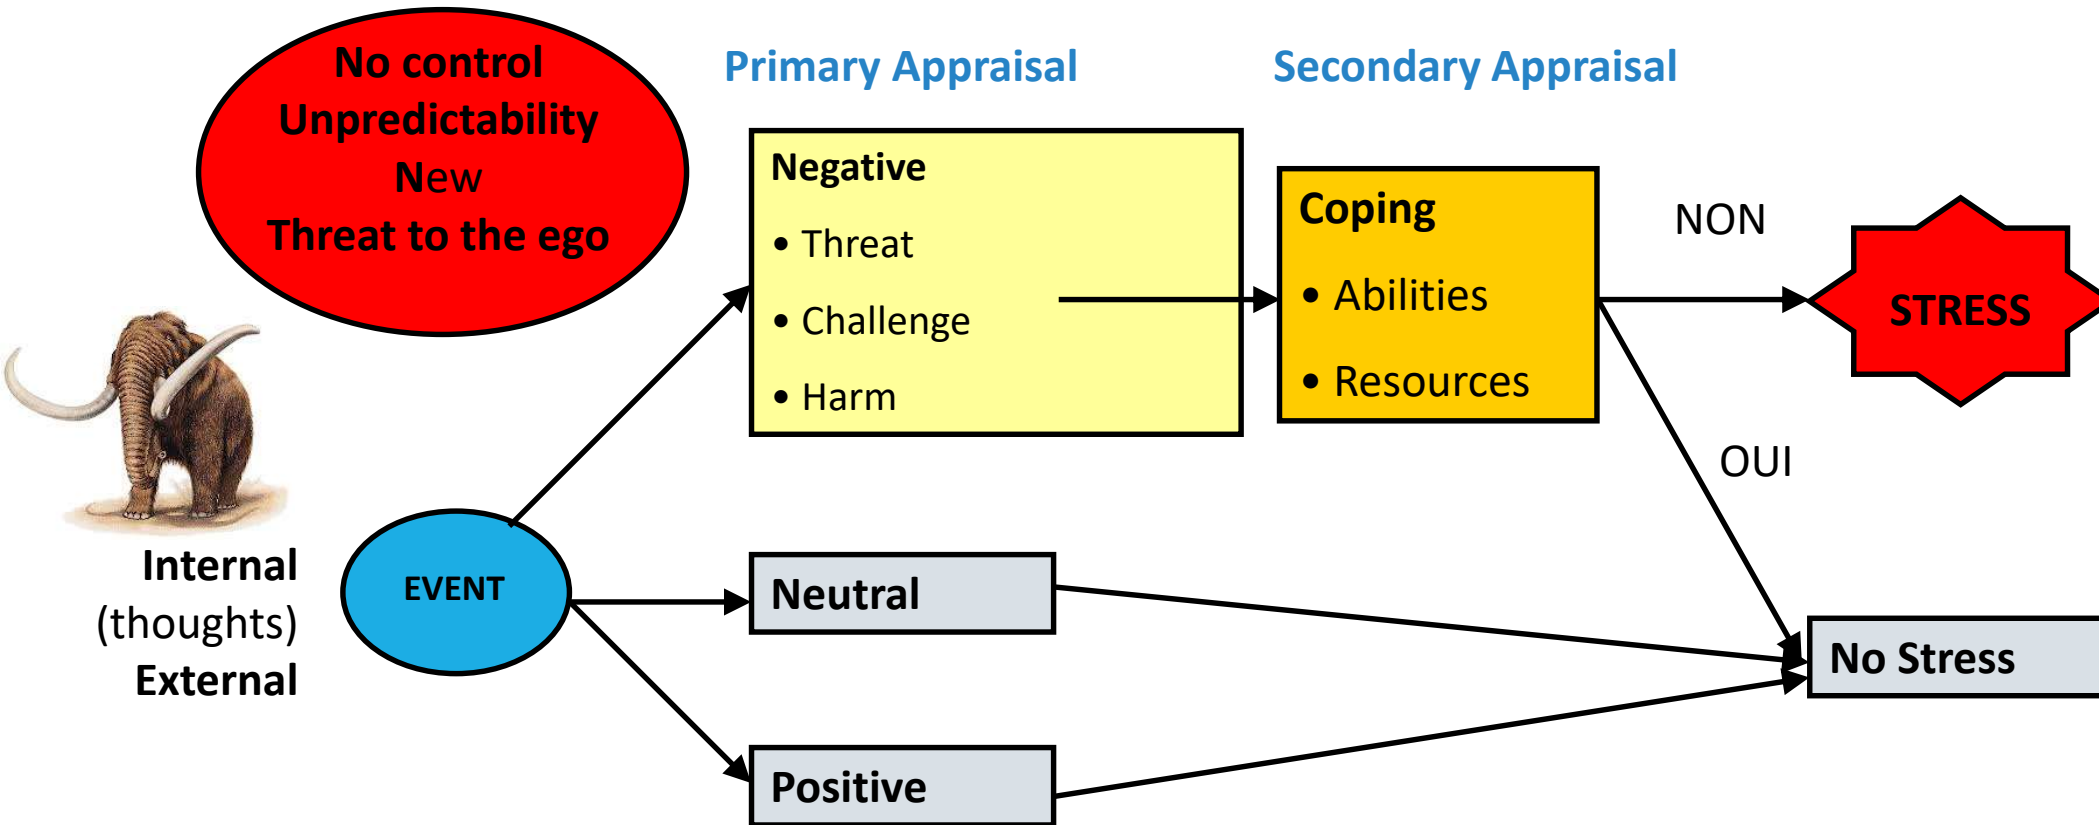 No control
Unpredictability
New
Threat to the ego
Primary Appraisal
Secondary Appraisal
Negative
• Threat
• Challenge
• Harm
Coping
• Abilities
• Resources
NON
STRESS
OUI
Internal
(thoughts)
External
EVENT
Neutral
Positive
No Stress